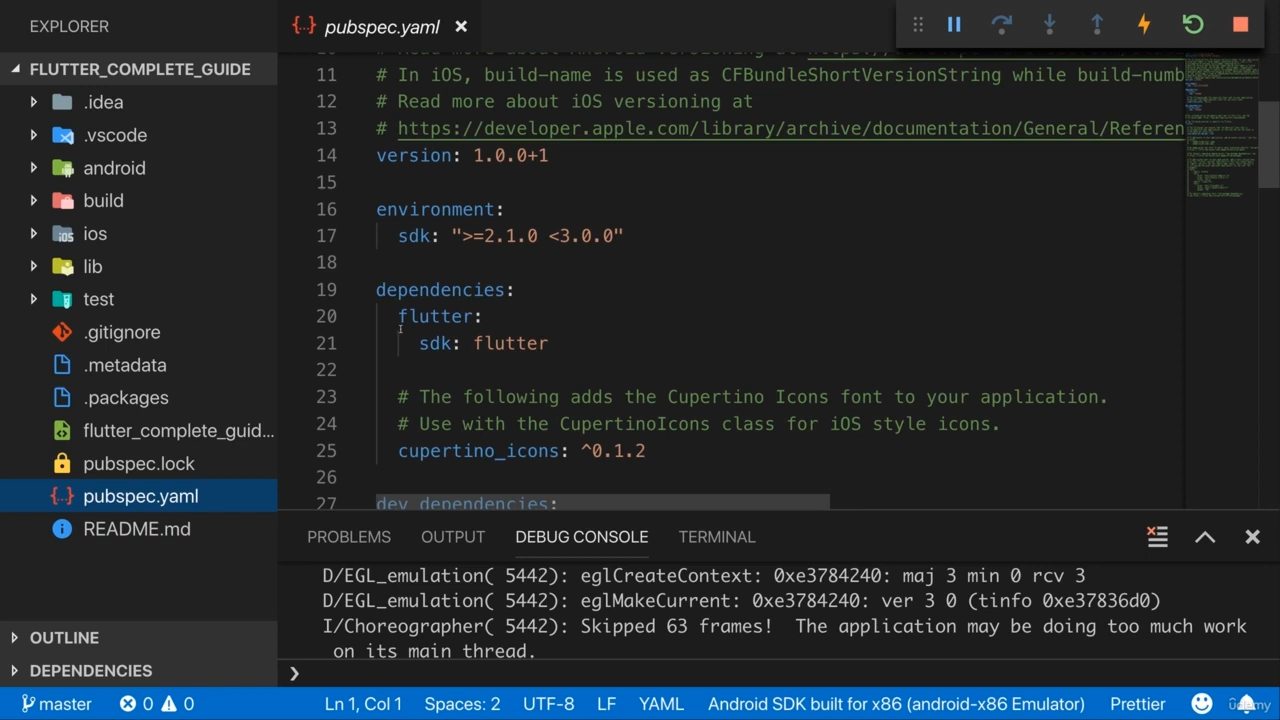 EXPLORER
FLUTTER_COMPLETE_GUIDE
.idea
.vscode
android
build
ios
lib
test
.gitignore
.metadata
.packages
flutter_complete_guid...
pubspec.lock
pubspec.yaml
README.md
OUTLINE
DEPENDENCIES
pubspec.yaml
11 # In iOS, build-name is used as CFBundleShortVersionString while build-numb
12 # Read more about iOS versioning at
13 # https://developer.apple.com/library/archive/documentation/General/Referen
14 version: 1.0.0+1
15
16 environment:
17 sdk: ">=2.1.0 <3.0.0"
18
19 dependencies:
20 flutter:
21 sdk: flutter
22
23 # The following adds the Cupertino Icons font to your application.
24 # Use with the CupertinoIcons class for iOS style icons.
25 cupertino_icons: ^0.1.2
26
27 dev_dependencies:
PROBLEMS OUTPUT DEBUG CONSOLE TERMINAL
D/EGL_emulation( 5442): eglCreateContext: 0xe3784240: maj 3 min 0 rcv 3
D/EGL_emulation( 5442): eglMakeCurrent: 0xe3784240: ver 3 0 (tinfo 0xe37836d0)
I/Choreographer( 5442): Skipped 63 frames! The application may be doing too much work
on its main thread.
master 0 0 Ln 1, Col 1 Spaces: 2 UTF-8 LF YAML Android SDK built for x86 (android-x86 Emulator) Prettier
udemy